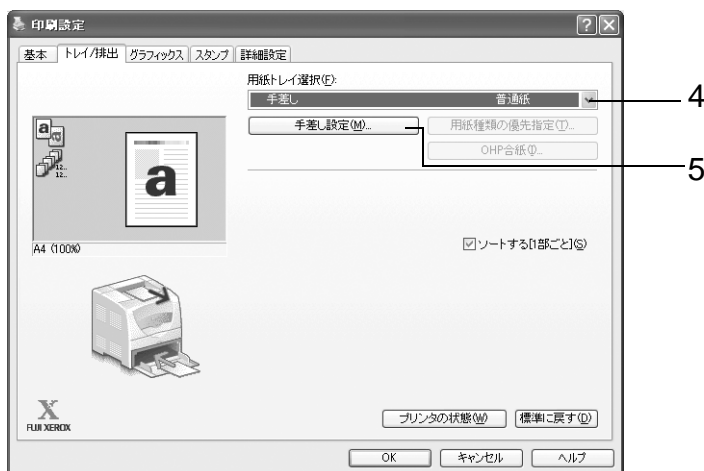 印刷設定
基本 トレイ/排出 グラフィックス スタンプ 詳細設定
用紙トレイ選択(F):
手差し 普通紙
4
手差し設定(M)... 用紙種類の優先指定(T)...
OHP合紙(I)...
5
a a
12..
12..
a
A4 (100%)
ソートする[1部ごと](S)
X
FUJI XEROX
プリンタの状態(W) 標準に戻す(D)
OK キャンセル ヘルプ